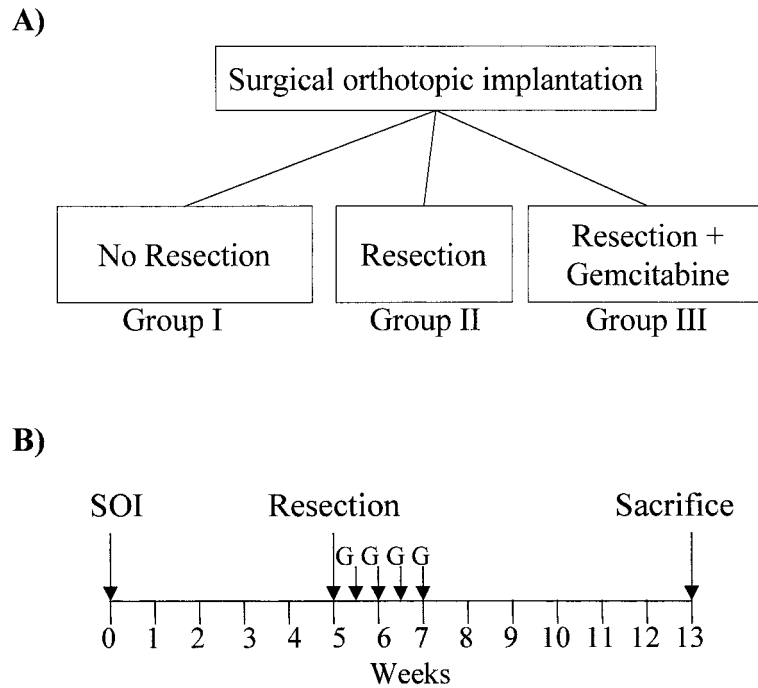 A)
Surgical orthotopic implantation
No Resection
Resection
Resection +
Gemcitabine
Group I
Group II
Group III
B)
SOI
Resection
Sacrifice
G G G G
0 1 2 3 4 5 6 7 8 9 10 11 12 13
Weeks